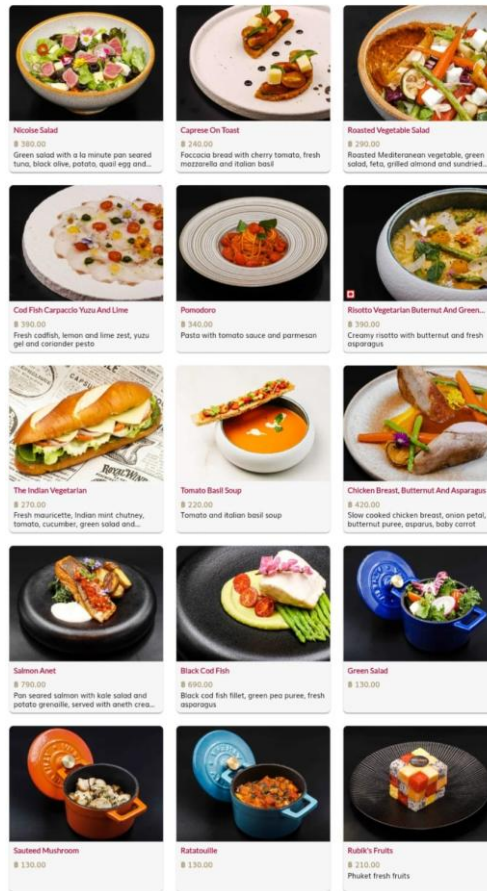 Nicoise Salad
฿ 380.00
Green salad with a la minute pan seared
tuna, black olive, potato, quail egg and...
Caprese On Toast
฿ 240.00
Foccacia bread with cherry tomato, fresh
mozzarella and italian basil
Roasted Vegetable Salad
฿ 290.00
Roasted Mediteranean vegetable, green
salad, feta, grilled almond and sundried...
Cod Fish Carpaccio Yuzu And Lime
฿ 390.00
Fresh codfish, lemon and lime zest, yuzu
gel and coriander pesto
Pomodoro
฿ 340.00
Pasta with tomato sauce and parmesan
Risotto Vegetarian Buternut And Green...
฿ 390.00
Creamy risotto with butternut and fresh
asparagus
The Indian Vegetarian
฿ 270.00
Fresh mauricette, Indian mint chutney,
tomato, cucumber, green salad and...
Tomato Basil Soup
฿ 220.00
Tomato and italian basil soup
Chicken Breast, Butternut And Asparagus
฿ 420.00
Slow cooked chicken breast, onion petal,
butternut puree, asparus, baby carrot
Salmon Anet
฿ 790.00
Pan seared salmon with kale salad and
potato grenaille, served with aneth crea...
Black Cod Fish
฿ 690.00
Black cod fish fillet, green pea puree, fresh
asparagus
Green Salad
฿ 130.00
Sauteed Mushroom
฿ 130.00
Ratatouille
฿ 130.00
Rubik's Fruits
฿ 210.00
Phuket fresh fruits